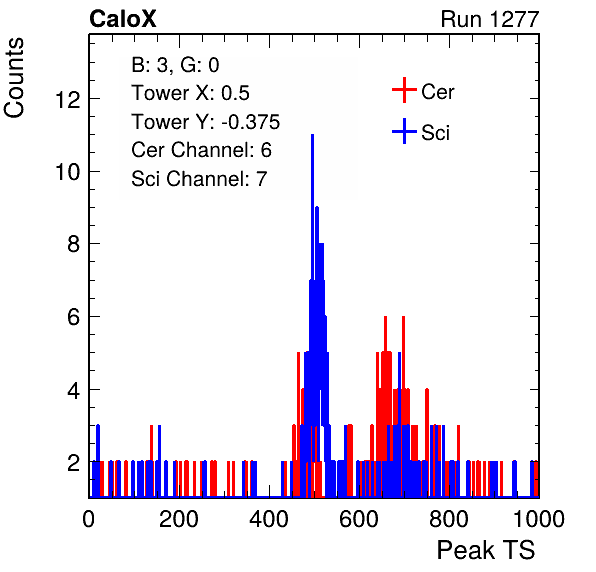 CaloX Run 1277
Counts
B: 3, G: 0
Tower X: 0.5
Tower Y: -0.375
Cer Channel: 6
Sci Channel: 7
Cer
Sci
12
10
8
6
4
2
0 200 400 600 800 1000
Peak TS